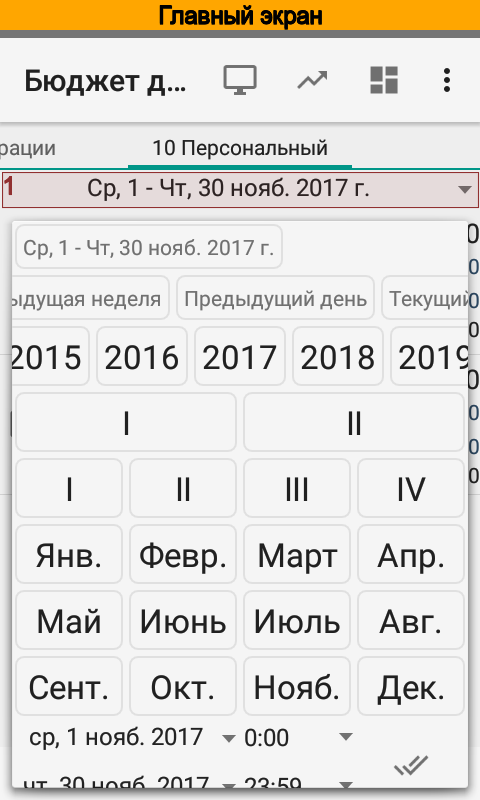 Главный экран
Бюджет д...
рации
10 Персональный
1
Ср, 1 - Чт, 30 нояб. 2017 г.
Ср, 1 - Чт, 30 нояб. 2017 г.
ыдущая неделя Предыдущий день Текущий
2015 2016 2017 2018 2019
I II
I II III IV
Янв. Февр. Март Апр.
Май Июнь Июль Авг.
Сент. Окт. Нояб. Дек.
ср, 1 нояб. 2017 0:00
чт, 30 нояб. 2017 23:59